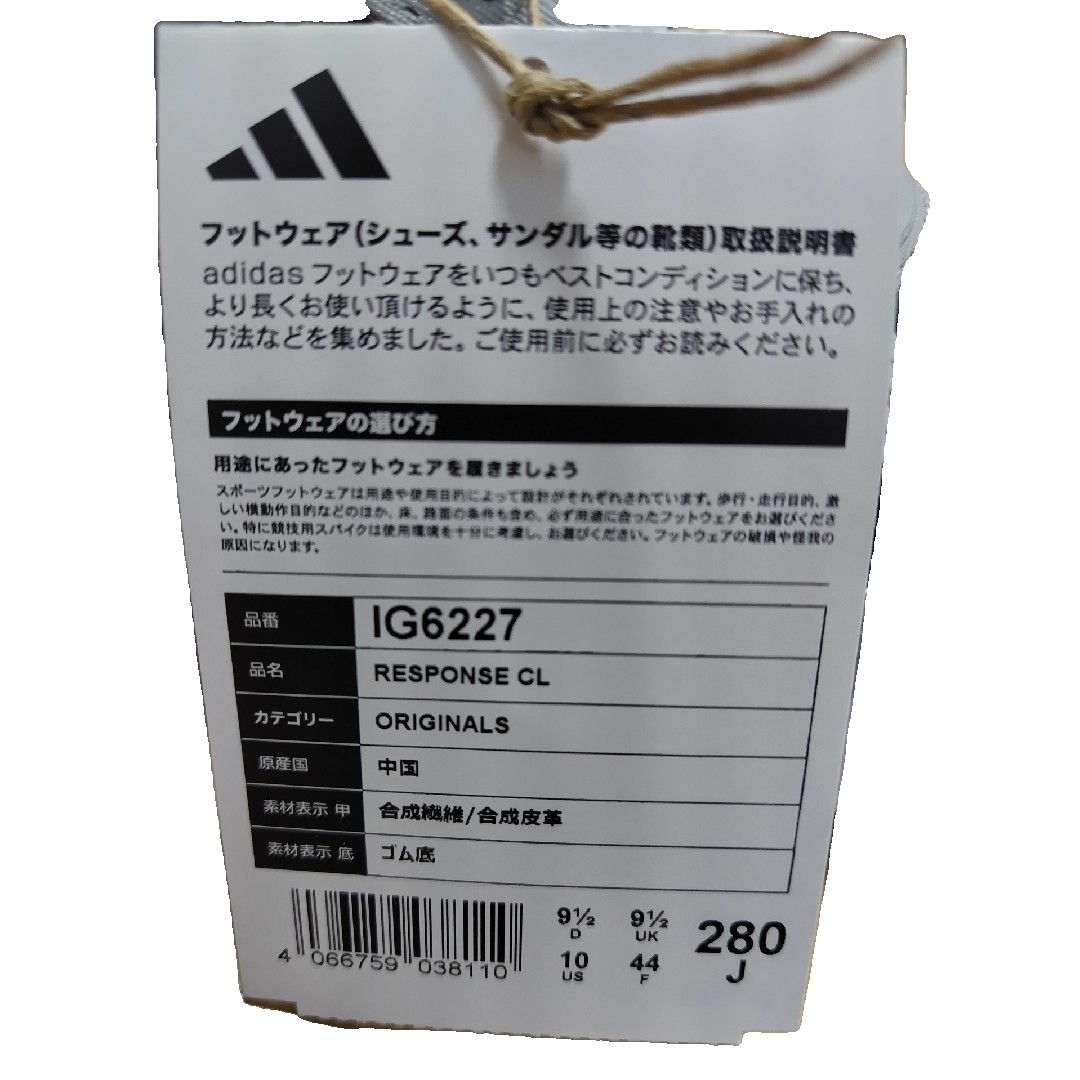 フットウェア(シューズ、サンダル等の靴類)取扱説明書
adidas フットウェアをいつもベストコンディションに保ち、
より長くお使い頂けるように、使用上の注意やお手入れの
方法などを集めました。ご使用前に必ずお読みください。
フットウェアの選び方
用途にあったフットウェアを履きましょう
スポーツフットウェアは用途や使用目的によって設計がそれぞれされています。歩行・走行目的、激
しい横動作目的などのほか、床、路面の条件も含め、必ず用途に合ったフットウェアをお選びくださ
い。特に競技用スパイクは使用環境を十分に考慮し、お選びください。フットウェアの破損や怪我の
原因になります。
品番 IG6227
品名 RESPONSE CL
カテゴリー ORIGINALS
原産国 中国
素材表示 甲 合成繊維/合成皮革
素材表示 底 ゴム底
4 066759 038110
9½ D 9½ UK
10 US 44 F
280 J